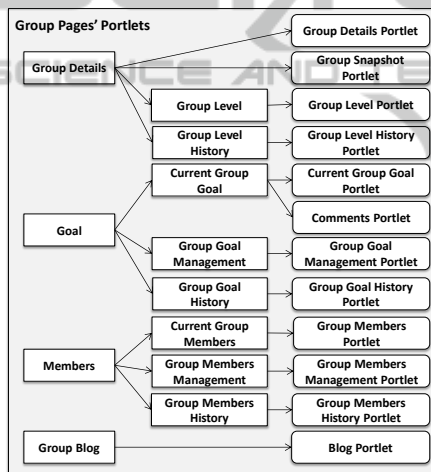 Group Pages' Portlets
Group Details Portlet
Group Details
Group Snapshot
Portlet
SCIENCE AND TE
Group Level
Group Level Portlet
Group Level
History
Group Level History
Portlet
Current Group
Goal
Current Group Goal
Portlet
Comments Portlet
Goal
Group Goal
Management
Group Goal
Management Portlet
Group Goal
History
Group Goal History
Portlet
Current Group
Members
Group Members
Portlet
Members
Group Members
Management
Group Members
Management Portlet
Group Members
History
Group Members
History Portlet
Group Blog
Blog Portlet